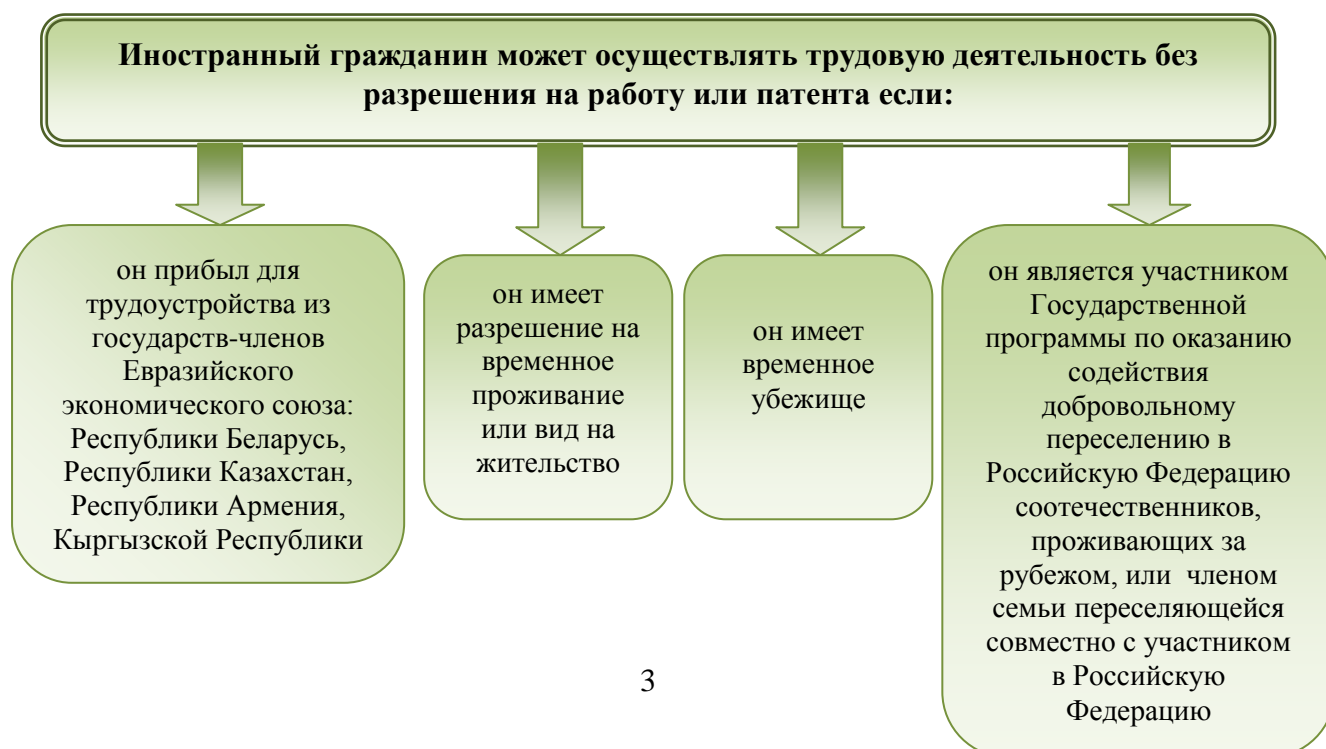 Иностранный гражданин может осуществлять трудовую деятельность без
разрешения на работу или патента если:
он прибыл для
трудоустройства из
государств-членов
Евразийского
экономического союза:
Республики Беларусь,
Республики Казахстан,
Республики Армения,
Кыргызской Республики
он имеет
разрешение на
временное
проживание
или вид на
жительство
он имеет
временное
убежище
он является участником
Государственной
программы по оказанию
содействия
добровольному
переселению в
Российскую Федерацию
соотечественников,
проживающих за
рубежом, или членом
семьи переселяющейся
совместно с участником
в Российскую
Федерацию
3